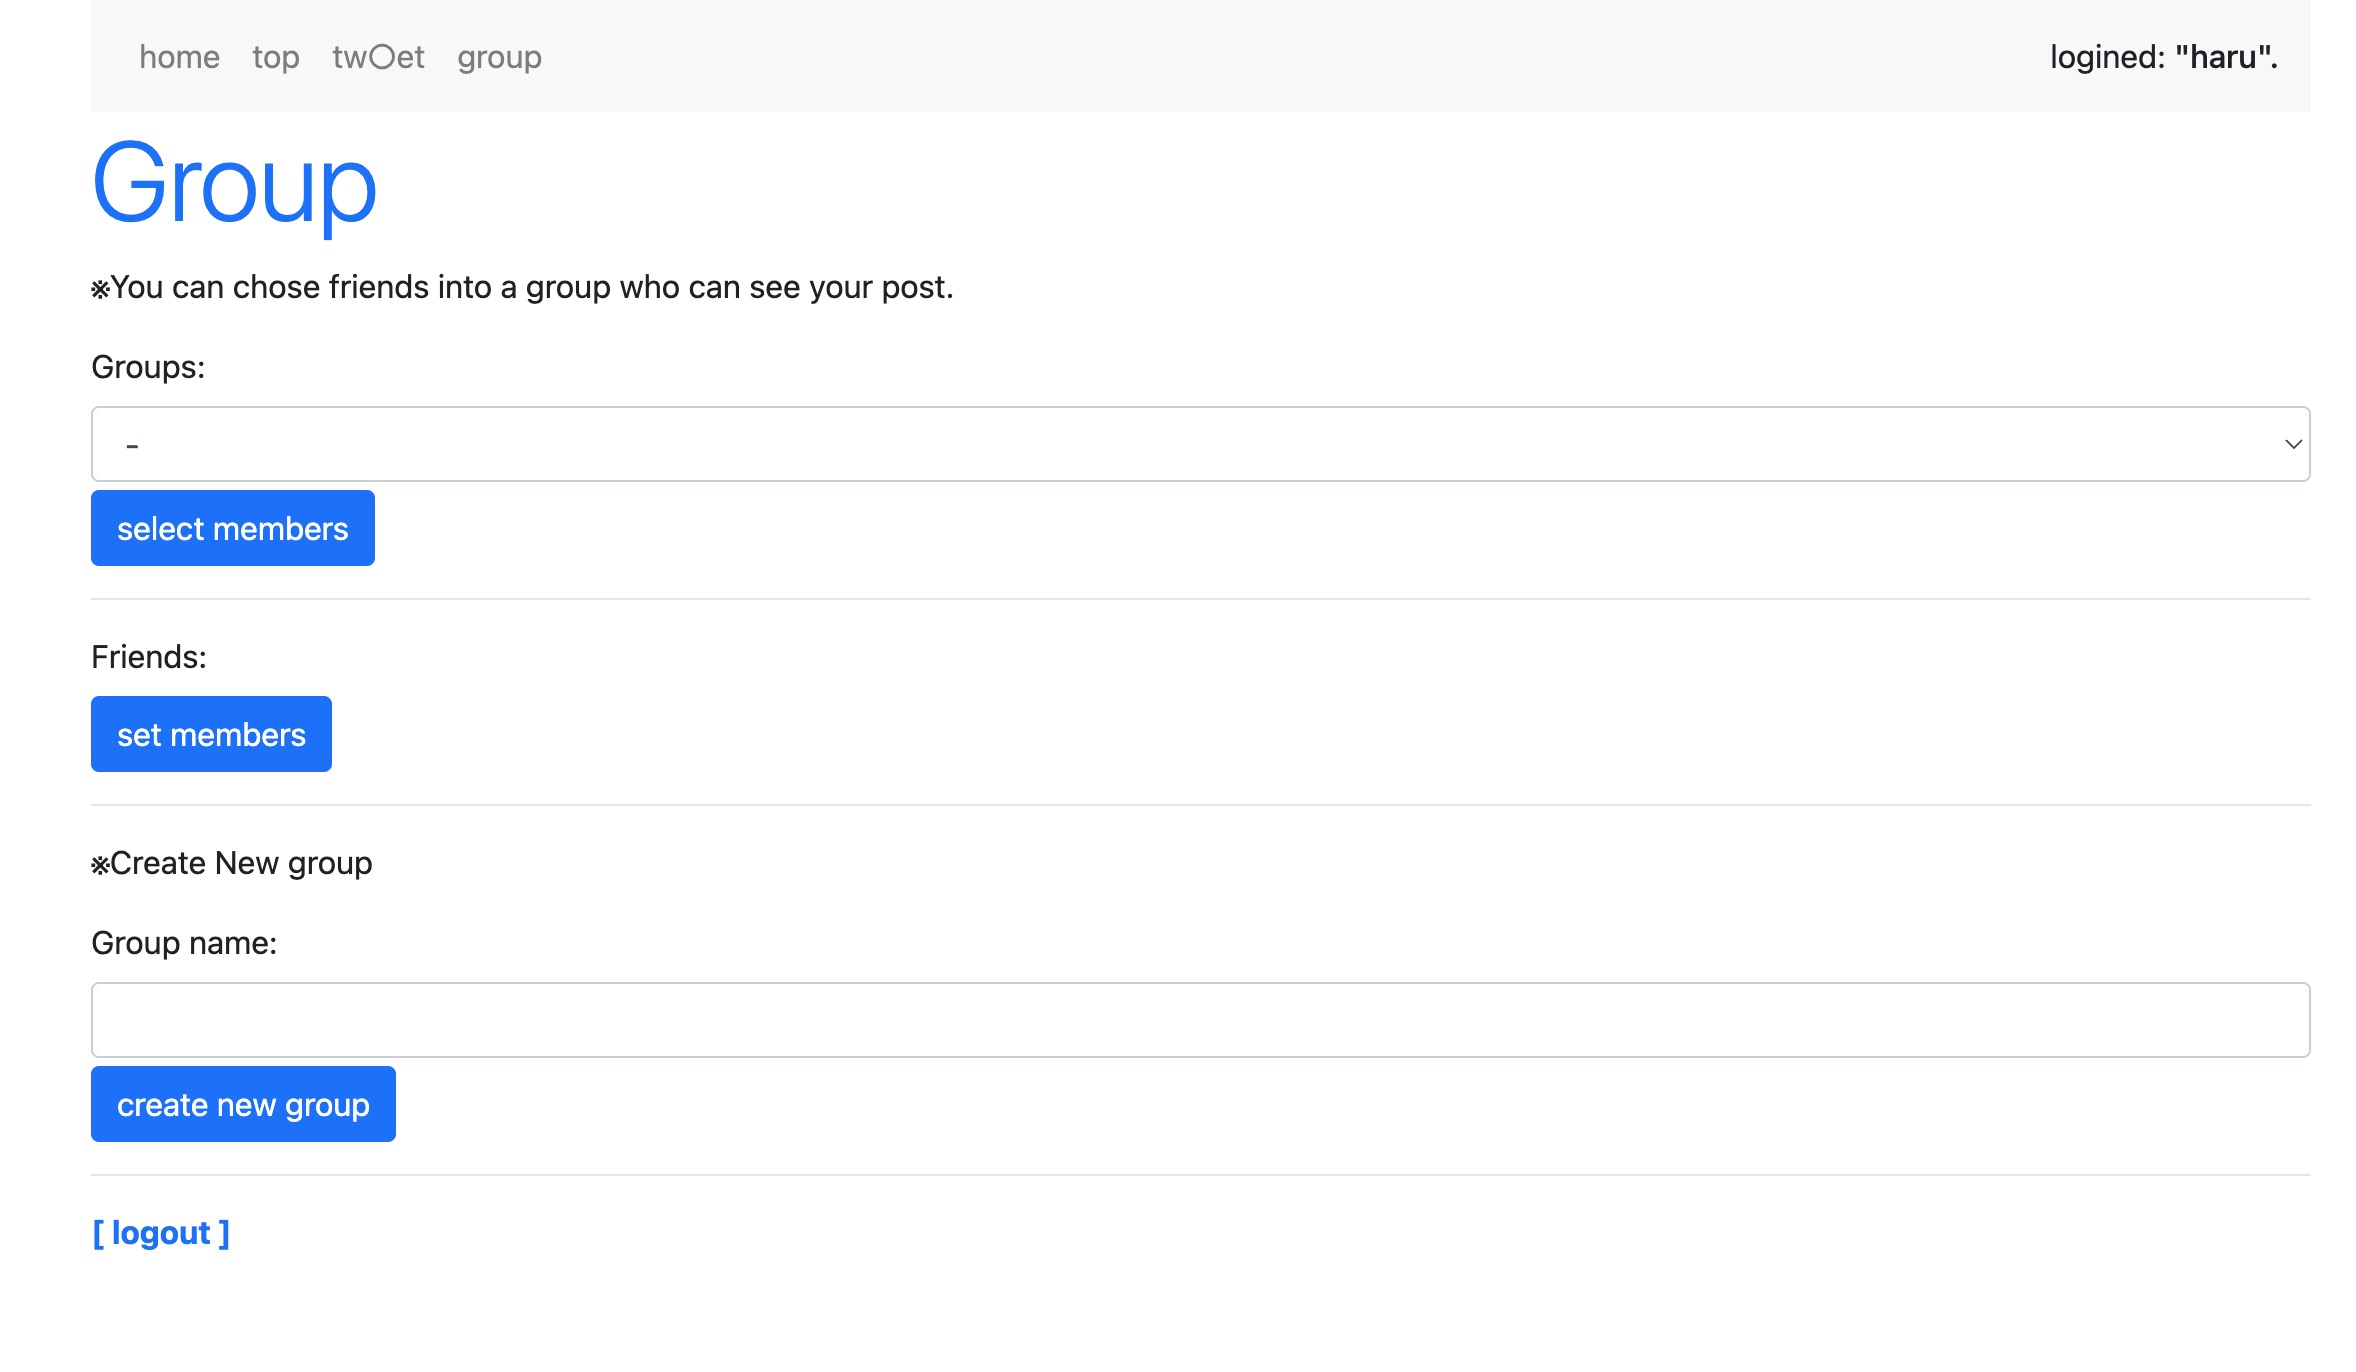 home top tw〇et group logined: "haru".
Group
※You can chose friends into a group who can see your post.
Groups:
-
select members
Friends:
set members
※Create New group
Group name:
create new group
[ logout ]